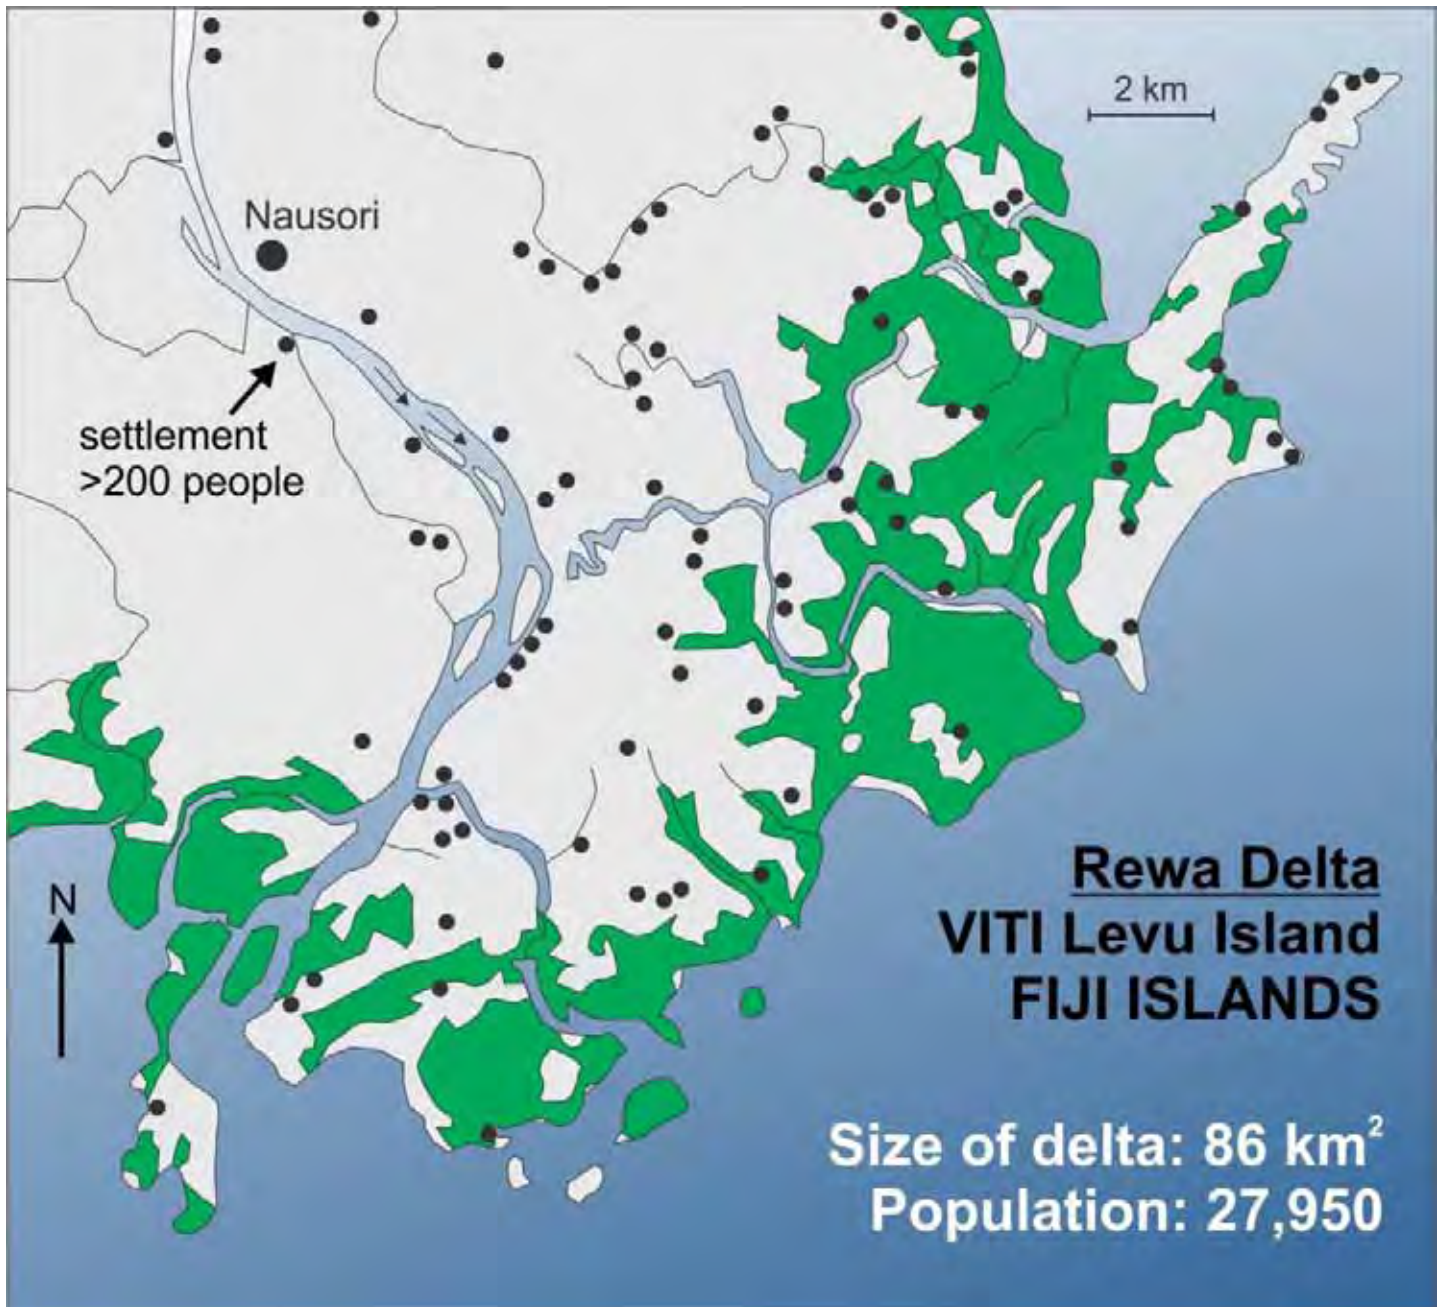 2 km
Nausori
settlement
>200 people
N
Rewa Delta
VITI Levu Island
FIJI ISLANDS
Size of delta: 86 km²
Population: 27,950